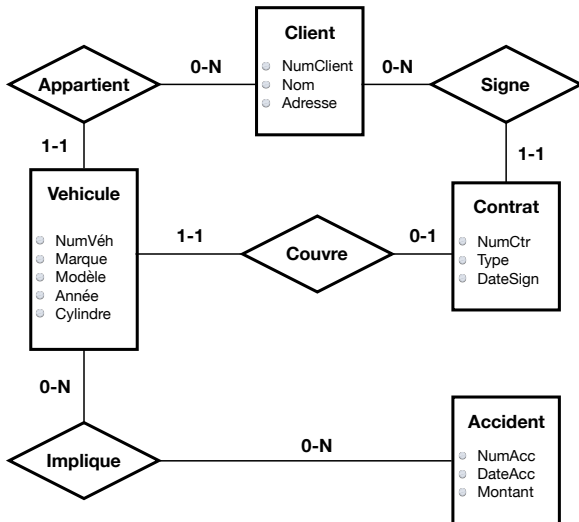 Client
NumClient
Nom
Adresse
Appartient
0-N
0-N
Signe
1-1
1-1
Vehicule
NumVéh
Marque
Modèle
Année
Cylindre
1-1
Couvre
0-1
Contrat
NumCtr
Type
DateSign
0-N
Implique
0-N
Accident
NumAcc
DateAcc
Montant